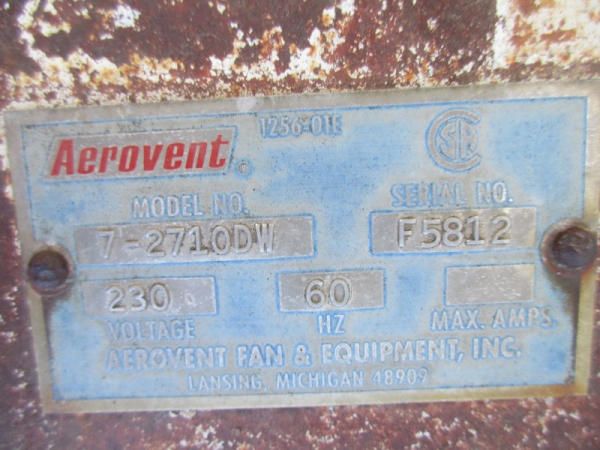 1256-OTE
Aerovent
MODEL NO. SERIAL NO.
7-2710DW F5812
230 60
VOLTAGE HZ MAX. AMPS
AEROVENT FAN & EQUIPMENT, INC.
LANSING, MICHIGAN 48909